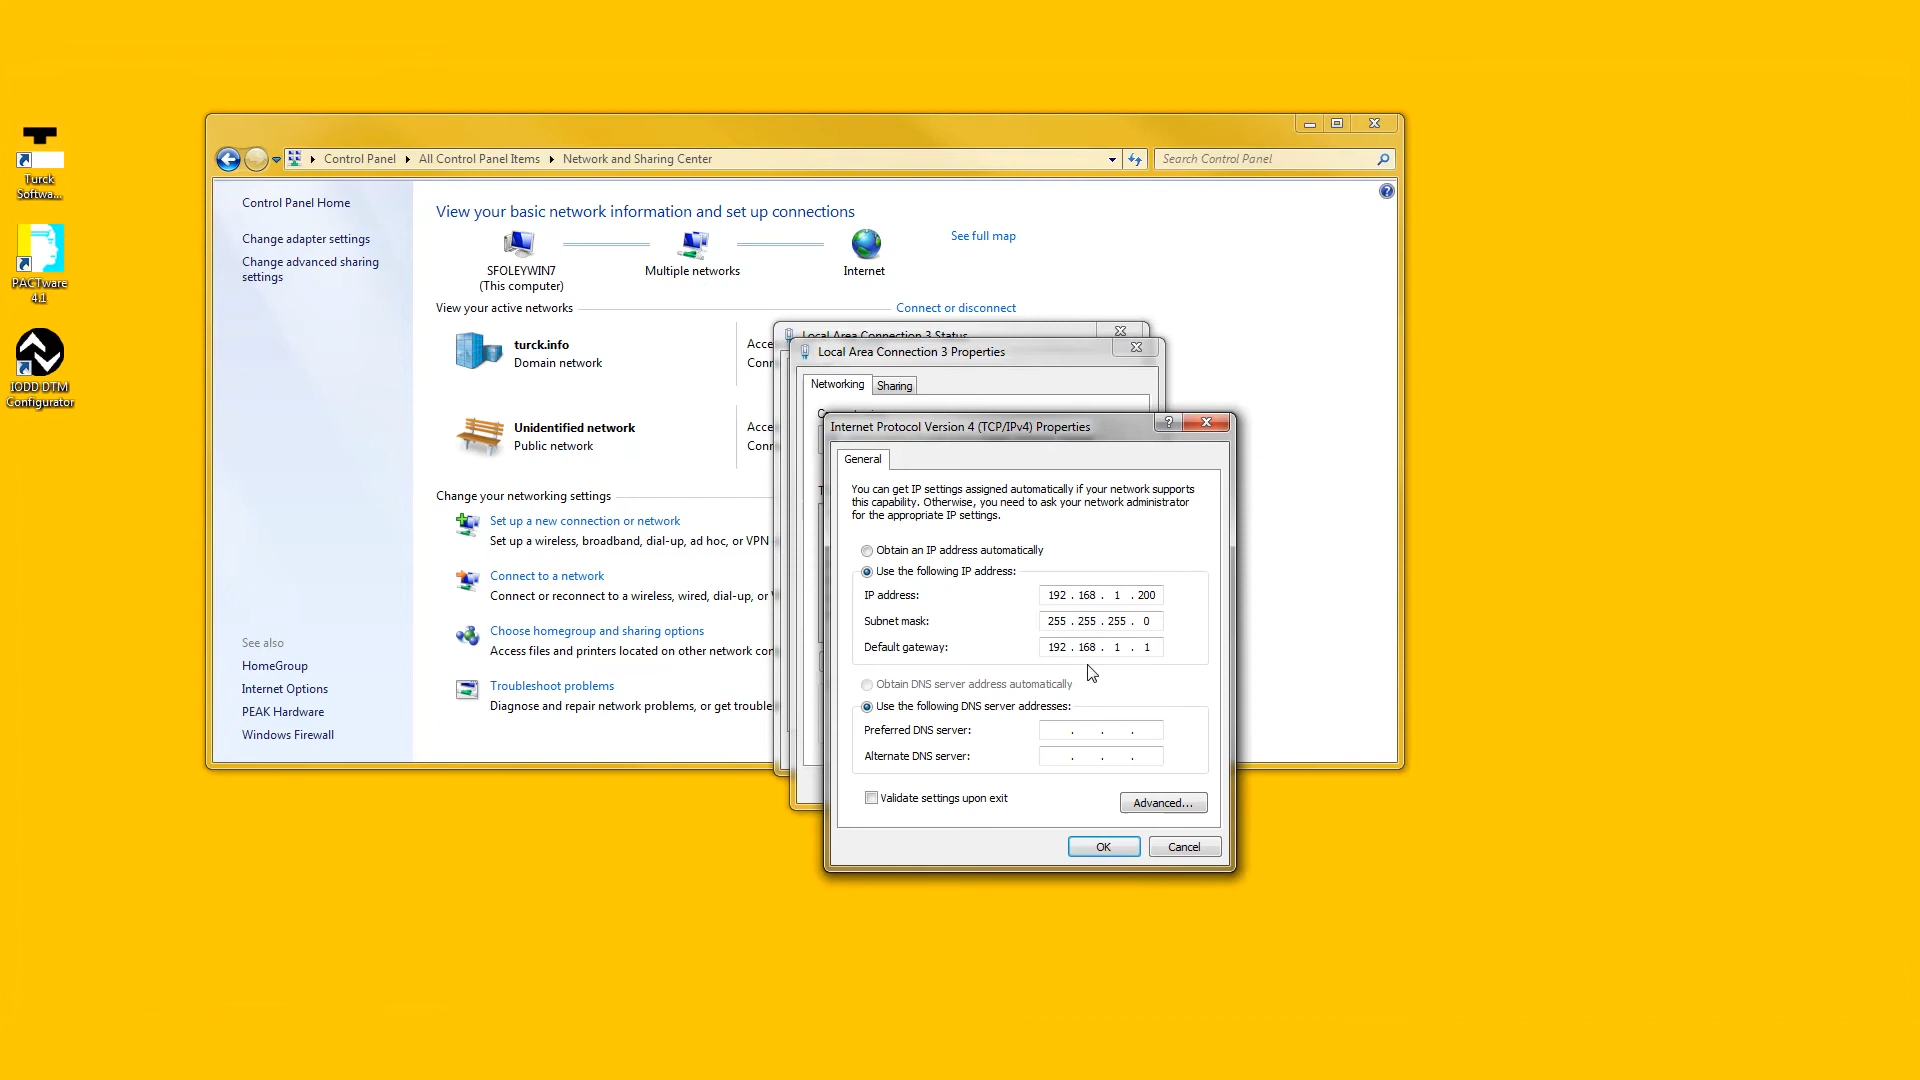 Turck
Softwa...
PACTware
4.1
IODD DTM
Configurator
Control Panel
All Control Panel Items
Network and Sharing Center
Search Control Panel
Control Panel Home
Change adapter settings
Change advanced sharing
settings
See also
HomeGroup
Internet Options
PEAK Hardware
Windows Firewall
View your basic network information and set up connections
See full map
SFOLEYWIN7
(This computer)
Multiple networks
Internet
View your active networks
Connect or disconnect
turck.info
Domain network
Acce
Conn
Unidentified network
Public network
Acce
Conn
Change your networking settings
Set up a new connection or network
Set up a wireless, broadband, dial-up, ad hoc, or VPN
Connect to a network
Connect or reconnect to a wireless, wired, dial-up, or
Choose homegroup and sharing options
Access files and printers located on other network con
Troubleshoot problems
Diagnose and repair network problems, or get trouble
Local Area Connection 3 Status
Local Area Connection 3 Properties
Networking
Sharing
Internet Protocol Version 4 (TCP/IPv4) Properties
General
You can get IP settings assigned automatically if your network supports
this capability. Otherwise, you need to ask your network administrator
for the appropriate IP settings.
Obtain an IP address automatically
Use the following IP address:
IP address:
192 . 168 . 1 . 200
Subnet mask:
255 . 255 . 255 . 0
Default gateway:
192 . 168 . 1 . 1
Obtain DNS server address automatically
Use the following DNS server addresses:
Preferred DNS server:
. . .
Alternate DNS server:
. . .
Validate settings upon exit
Advanced...
OK
Cancel